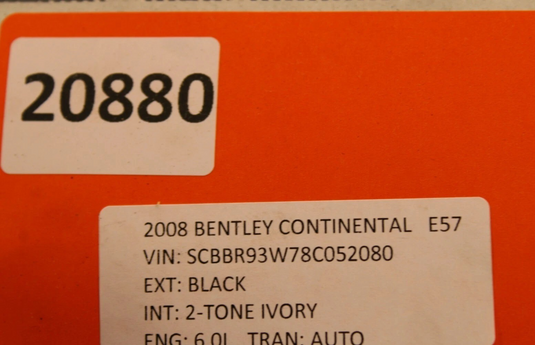 20880
2008 BENTLEY CONTINENTAL E57
VIN: SCBBR93W78C052080
EXT: BLACK
INT: 2-TONE IVORY
ENG: 6.0L TRAN: AUTO